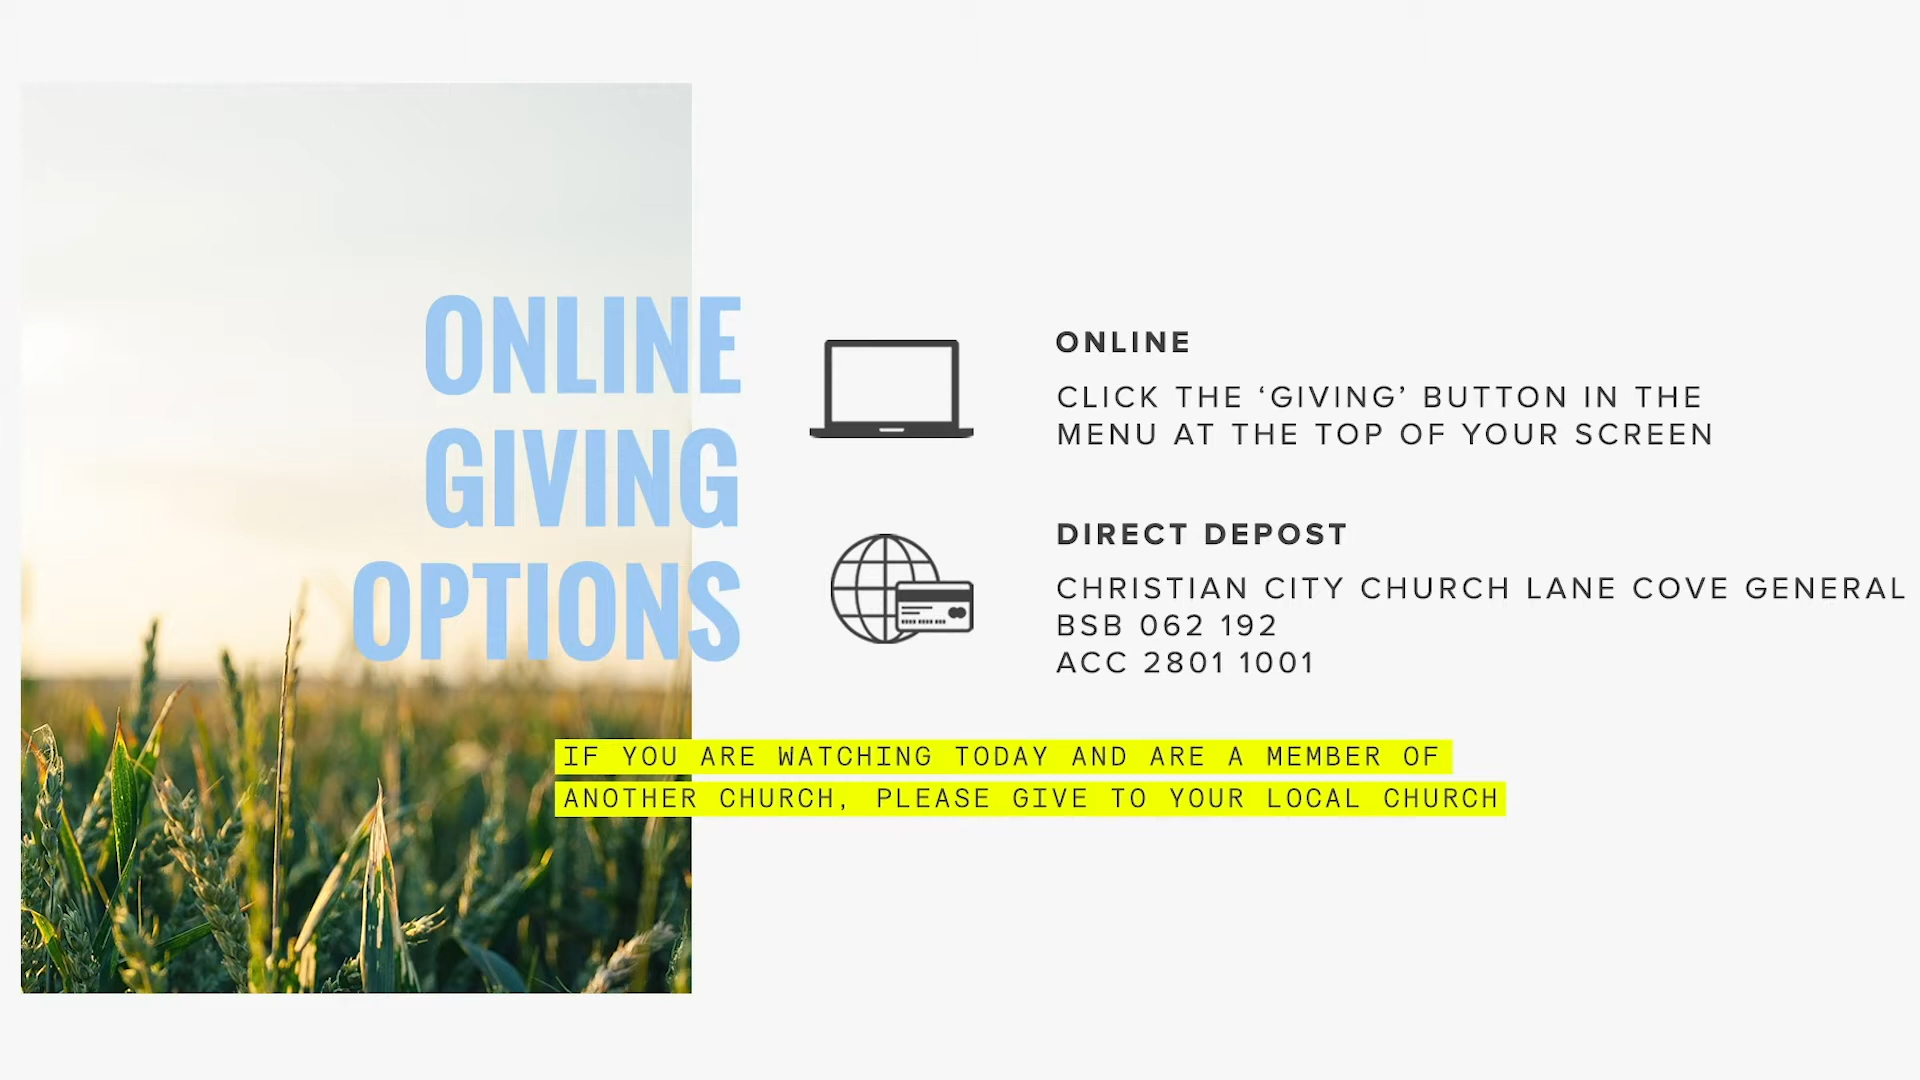 ONLINE
GIVING
OPTIONS
ONLINE
CLICK THE ‘GIVING’ BUTTON IN THE
MENU AT THE TOP OF YOUR SCREEN
DIRECT DEPOST
CHRISTIAN CITY CHURCH LANE COVE GENERAL
BSB 062 192
ACC 2801 1001
IF YOU ARE WATCHING TODAY AND ARE A MEMBER OF
ANOTHER CHURCH, PLEASE GIVE TO YOUR LOCAL CHURCH